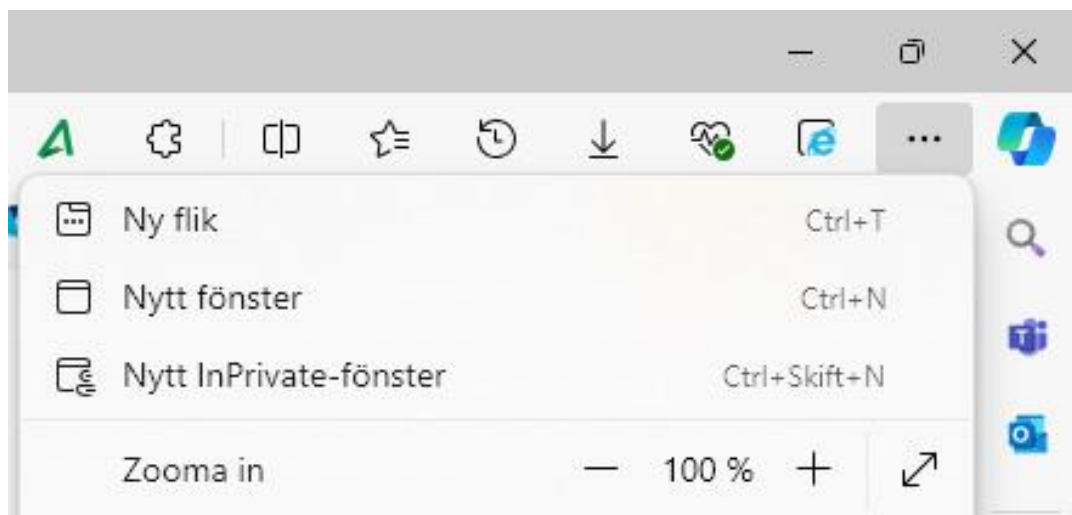 Ny flik Ctrl+T
Nytt fönster Ctrl+N
Nytt InPrivate-fönster Ctrl+Skift+N
Zooma in — 100 % +